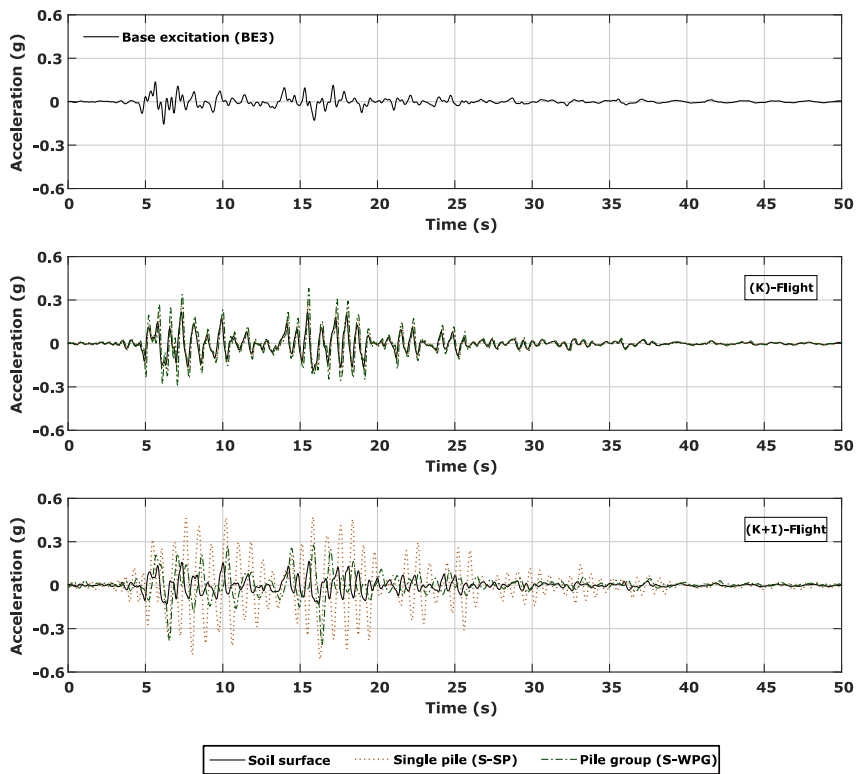 0.6
Base excitation (BE3)
0.3
0
-0.3
-0.6
Acceleration (g)
0 5 10 15 20 25 30 35 40 45 50
Time (s)
0.6
(K)-Flight
0.3
0
-0.3
-0.6
Acceleration (g)
0 5 10 15 20 25 30 35 40 45 50
Time (s)
0.6
(K+I)-Flight
0.3
0
-0.3
-0.6
Acceleration (g)
0 5 10 15 20 25 30 35 40 45 50
Time (s)
Soil surface Single pile (S-SP) Pile group (S-WPG)